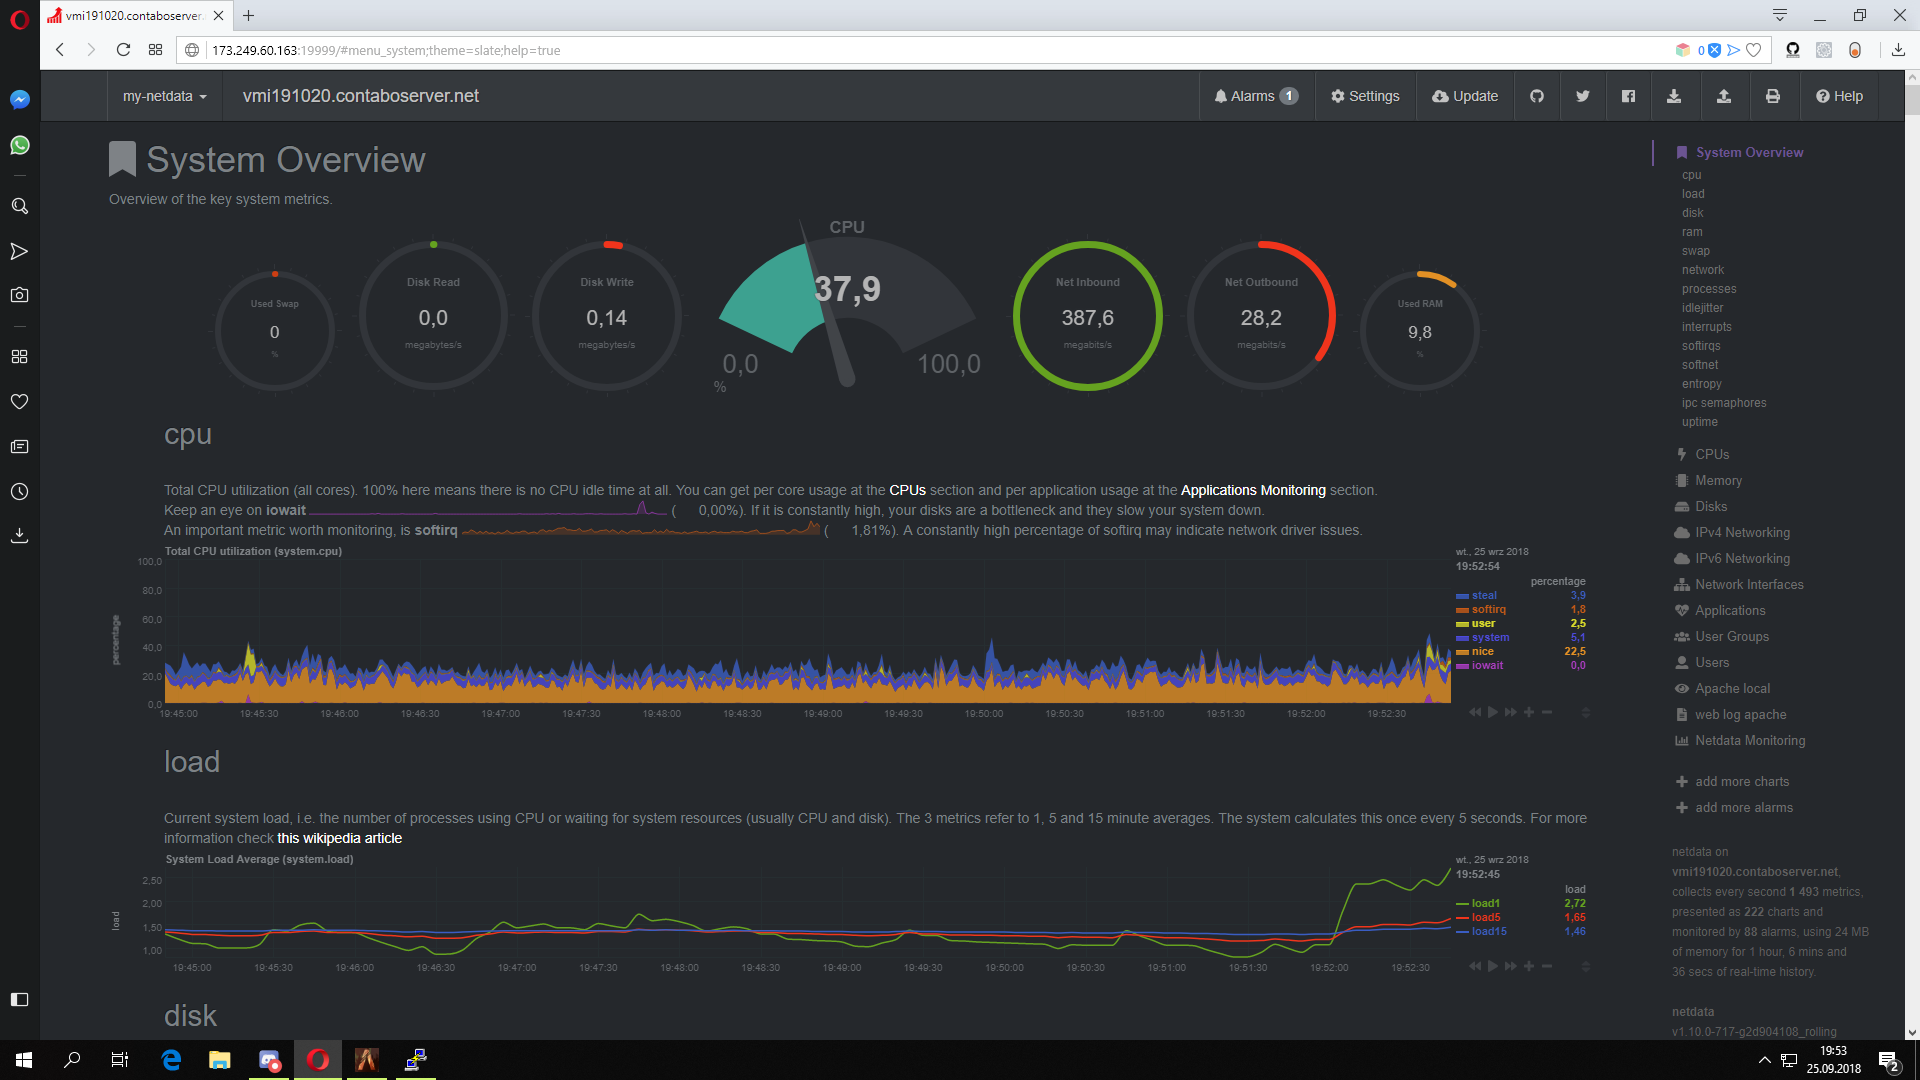 vmi191020.contaboserver.
173.249.60.163:19999/#menu_system;theme=slate;help=true
0
my-netdata
vmi191020.contaboserver.net
Alarms 1
Settings
Update
Help
System Overview
Overview of the key system metrics.
Used Swap
0
%
Disk Read
0,0
megabytes/s
Disk Write
0,14
megabytes/s
CPU
37,9
0,0
100,0
%
Net Inbound
387,6
megabits/s
Net Outbound
28,2
megabits/s
Used RAM
9,8
%
cpu
Total CPU utilization (all cores). 100% here means there is no CPU idle time at all. You can get per core usage at the CPUs section and per application usage at the Applications Monitoring section.
Keep an eye on iowait ( 0,00%). If it is constantly high, your disks are a bottleneck and they slow your system down.
An important metric worth monitoring, is softirq ( 1,81%). A constantly high percentage of softirq may indicate network driver issues.
Total CPU utilization (system.cpu)
percentage
100,0
80,0
60,0
40,0
20,0
0,0
19:45:00 19:45:30 19:46:00 19:46:30 19:47:00 19:47:30 19:48:00 19:48:30 19:49:00 19:49:30 19:50:00 19:50:30 19:51:00 19:51:30 19:52:00 19:52:30
wt., 25 wrz 2018
19:52:54
percentage
steal 3,9
softirq 1,8
user 2,5
system 5,1
nice 22,5
iowait 0,0
load
Current system load, i.e. the number of processes using CPU or waiting for system resources (usually CPU and disk). The 3 metrics refer to 1, 5 and 15 minute averages. The system calculates this once every 5 seconds. For more
information check this wikipedia article
System Load Average (system.load)
load
2,50
2,00
1,50
1,00
19:45:00 19:45:30 19:46:00 19:46:30 19:47:00 19:47:30 19:48:00 19:48:30 19:49:00 19:49:30 19:50:00 19:50:30 19:51:00 19:51:30 19:52:00 19:52:30
wt., 25 wrz 2018
19:52:45
load
load1 2,72
load5 1,65
load15 1,46
disk
System Overview
cpu
load
disk
ram
swap
network
processes
idlejitter
interrupts
softirqs
softnet
entropy
ipc semaphores
uptime
CPUs
Memory
Disks
IPv4 Networking
IPv6 Networking
Network Interfaces
Applications
User Groups
Users
Apache local
web log apache
Netdata Monitoring
add more charts
add more alarms
netdata on
vmi191020.contaboserver.net,
collects every second 1 493 metrics,
presented as 222 charts and
monitored by 88 alarms, using 24 MB
of memory for 1 hour, 6 mins and
36 secs of real-time history.
netdata
v1.10.0-717-g2d904108_rolling
19:53
25.09.2018
2